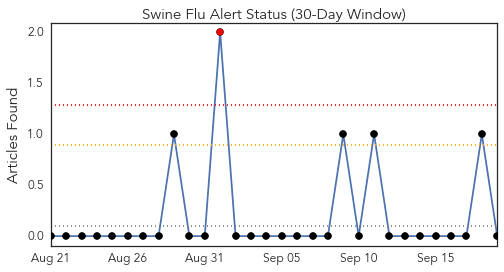 Swine Flu Alert Status (30-Day Window)
Articles Found
2.0
1.5
1.0
0.5
0.0
Aug 21 Aug 26 Aug 31 Sep 05 Sep 10 Sep 15